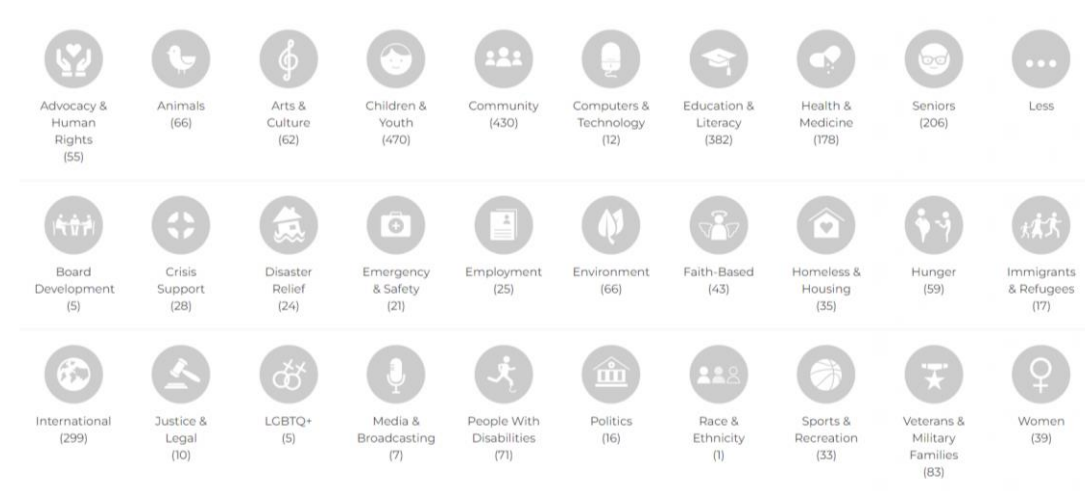 Advocacy &
Human
Rights
(55)
Animals
(66)
Arts &
Culture
(62)
Children &
Youth
(470)
Community
(430)
Computers &
Technology
(12)
Education &
Literacy
(382)
Health &
Medicine
(178)
Seniors
(206)
Less
Board
Development
(5)
Crisis
Support
(28)
Disaster
Relief
(24)
Emergency
& Safety
(21)
Employment
(25)
Environment
(66)
Faith-Based
(43)
Homeless &
Housing
(35)
Hunger
(59)
Immigrants
& Refugees
(17)
International
(299)
Justice &
Legal
(10)
LGBTQ+
(5)
Media &
Broadcasting
(7)
People With
Disabilities
(71)
Politics
(16)
Race &
Ethnicity
(1)
Sports &
Recreation
(33)
Veterans &
Military
Families
(83)
Women
(39)